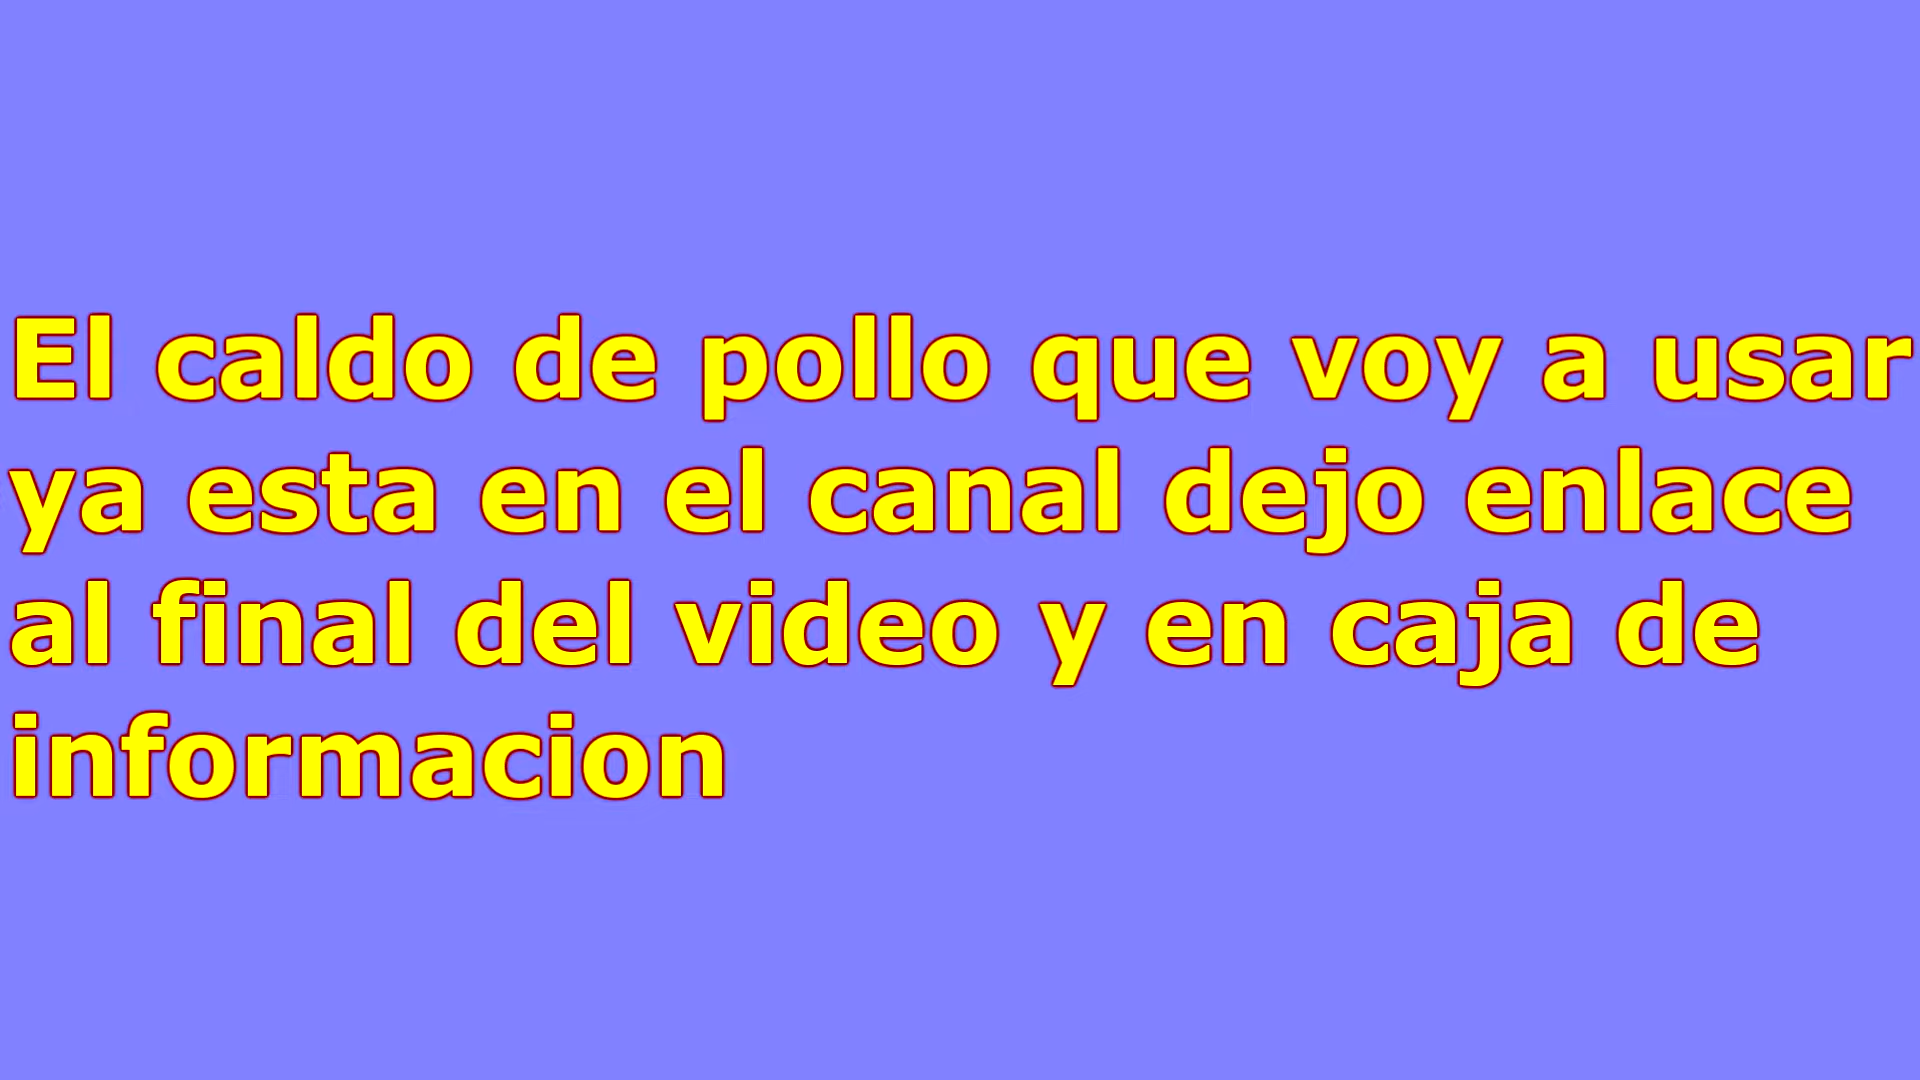 El caldo de pollo que voy a usar
ya esta en el canal dejo enlace
al final del video y en caja de
informacion